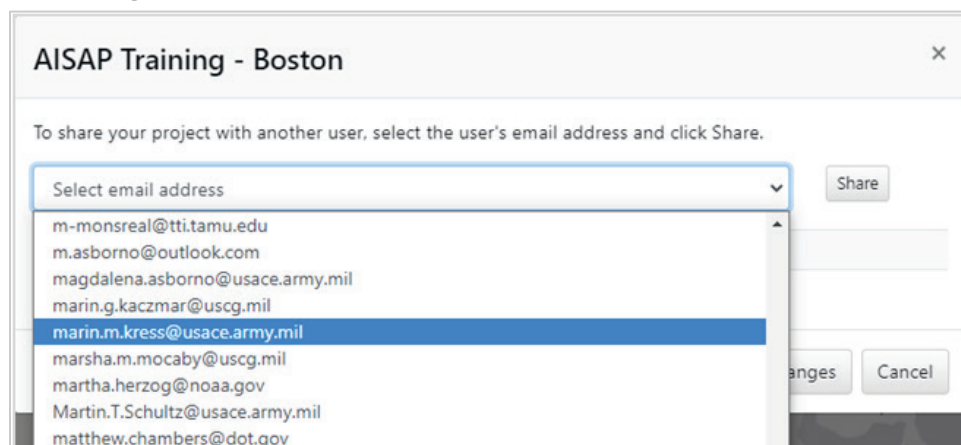 AISAP Training - Boston
×
To share your project with another user, select the user's email address and click Share.
Select email address
Share
m-monsreal@tti.tamu.edu
m.asborno@outlook.com
magdalena.asborno@usace.army.mil
marin.g.kaczmar@uscg.mil
marin.m.kress@usace.army.mil
marsha.m.mocaby@uscg.mil
martha.herzog@noaa.gov
anges
Cancel
Martin.T.Schultz@usace.army.mil
matthew.chambers@dot.gov